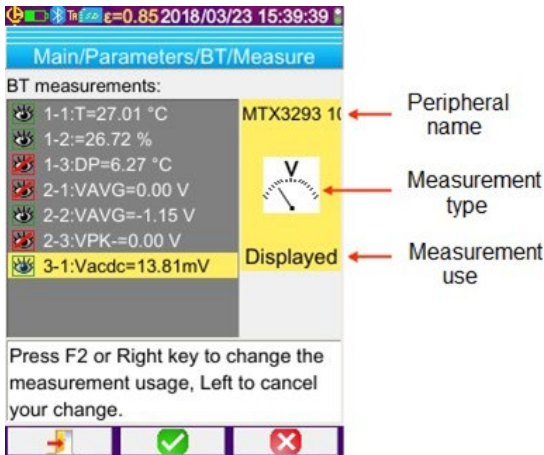 ε=0.85 2018/03/23 15:39:39
Main/Parameters/BT/Measure
BT measurements:
1-1:T=27.01 °C
1-2:=26.72 %
1-3:DP=6.27 °C
2-1:VAVG=0.00 V
2-2:VAVG=-1.15 V
2-3:VPK-=0.00 V
3-1:Vacdc=13.81mV
MTX3293 10
V
Displayed
Peripheral
name
Measurement
type
Measurement
use
Press F2 or Right key to change the
measurement usage, Left to cancel
your change.